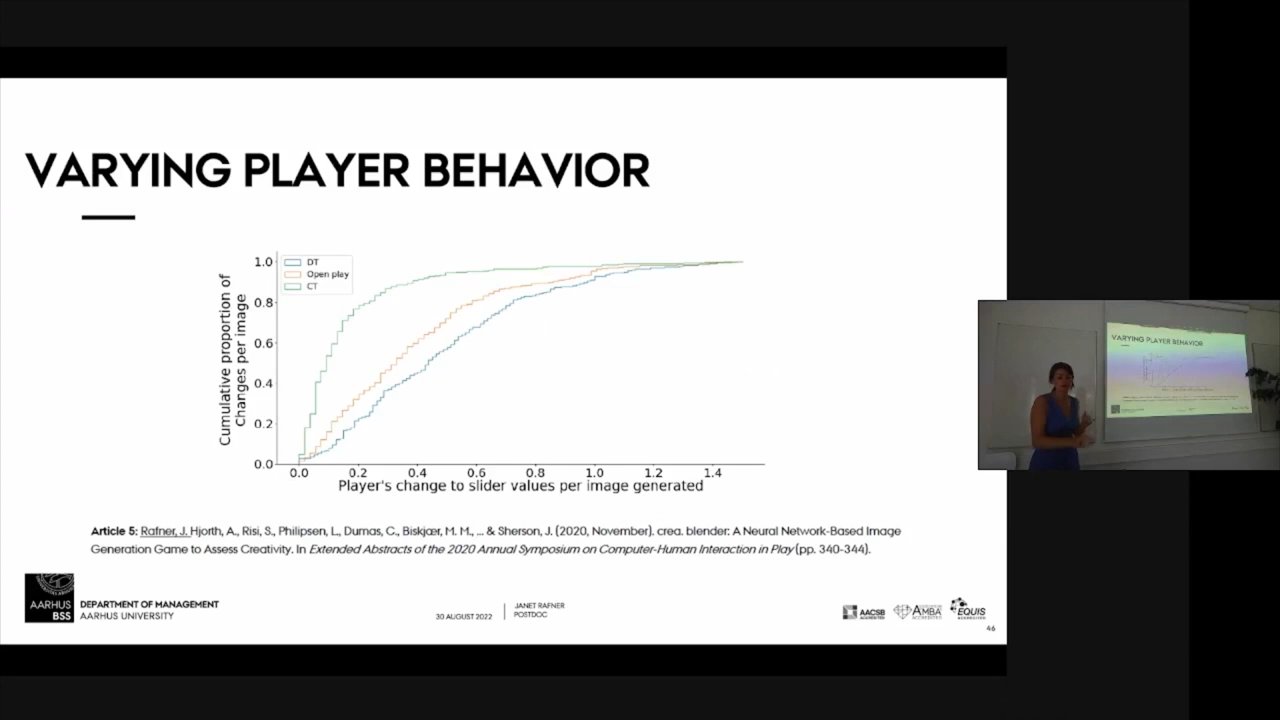 VARYING PLAYER BEHAVIOR
Cumulative proportion of
Changes per image
1.0
0.8
0.6
0.4
0.2
0.0
DT
Open play
CT
0.0 0.2 0.4 0.6 0.8 1.0 1.2 1.4
Player's change to slider values per image generated
Article 5: Rafner, J. Hjorth, A., Risi, S., Philipsen, L., Dumas, C., Biskjær, M. M., ... & Sherson, J. (2020, November). crea. blender: A Neural Network-Based Image
Generation Game to Assess Creativity. In Extended Abstracts of the 2020 Annual Symposium on Computer-Human Interaction in Play (pp. 340-344).
AARHUS
BSS
DEPARTMENT OF MANAGEMENT
AARHUS UNIVERSITY
30 AUGUST 2022
JANET RAFNER
POSTDOC
AACSB
ACCREDITED
AMBA
ACCREDITED
EQUIS
ACCREDITED
46
VARYING PLAYER BEHAVIOR